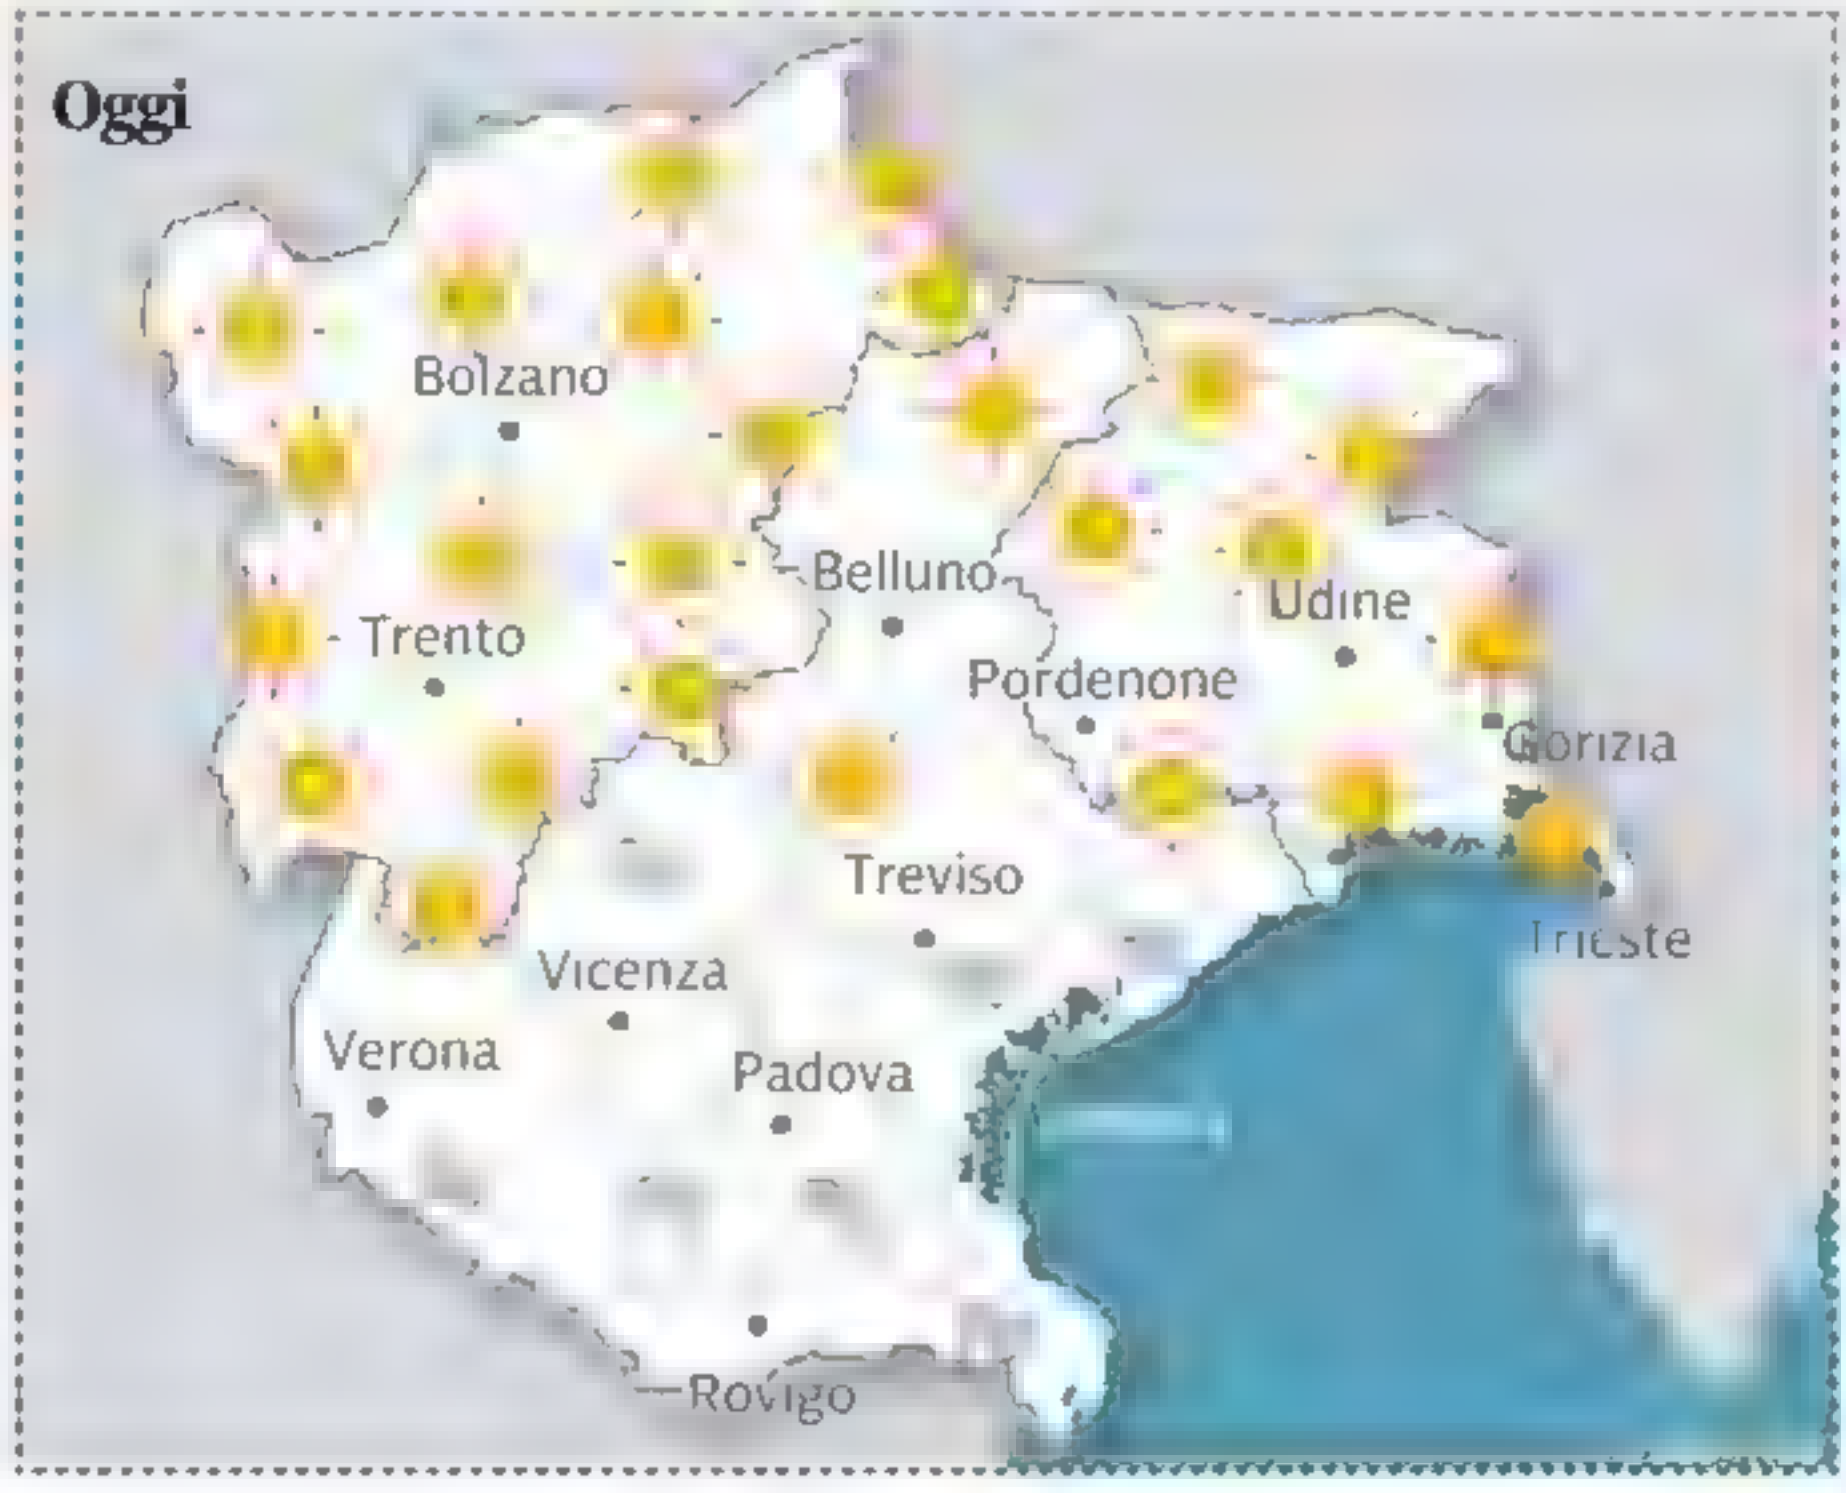 Oggi
Bolzano
Belluno
Udine
Trento
Pordenone
Gorizia
Treviso
Trieste
Vicenza
Verona
Padova
Rovigo